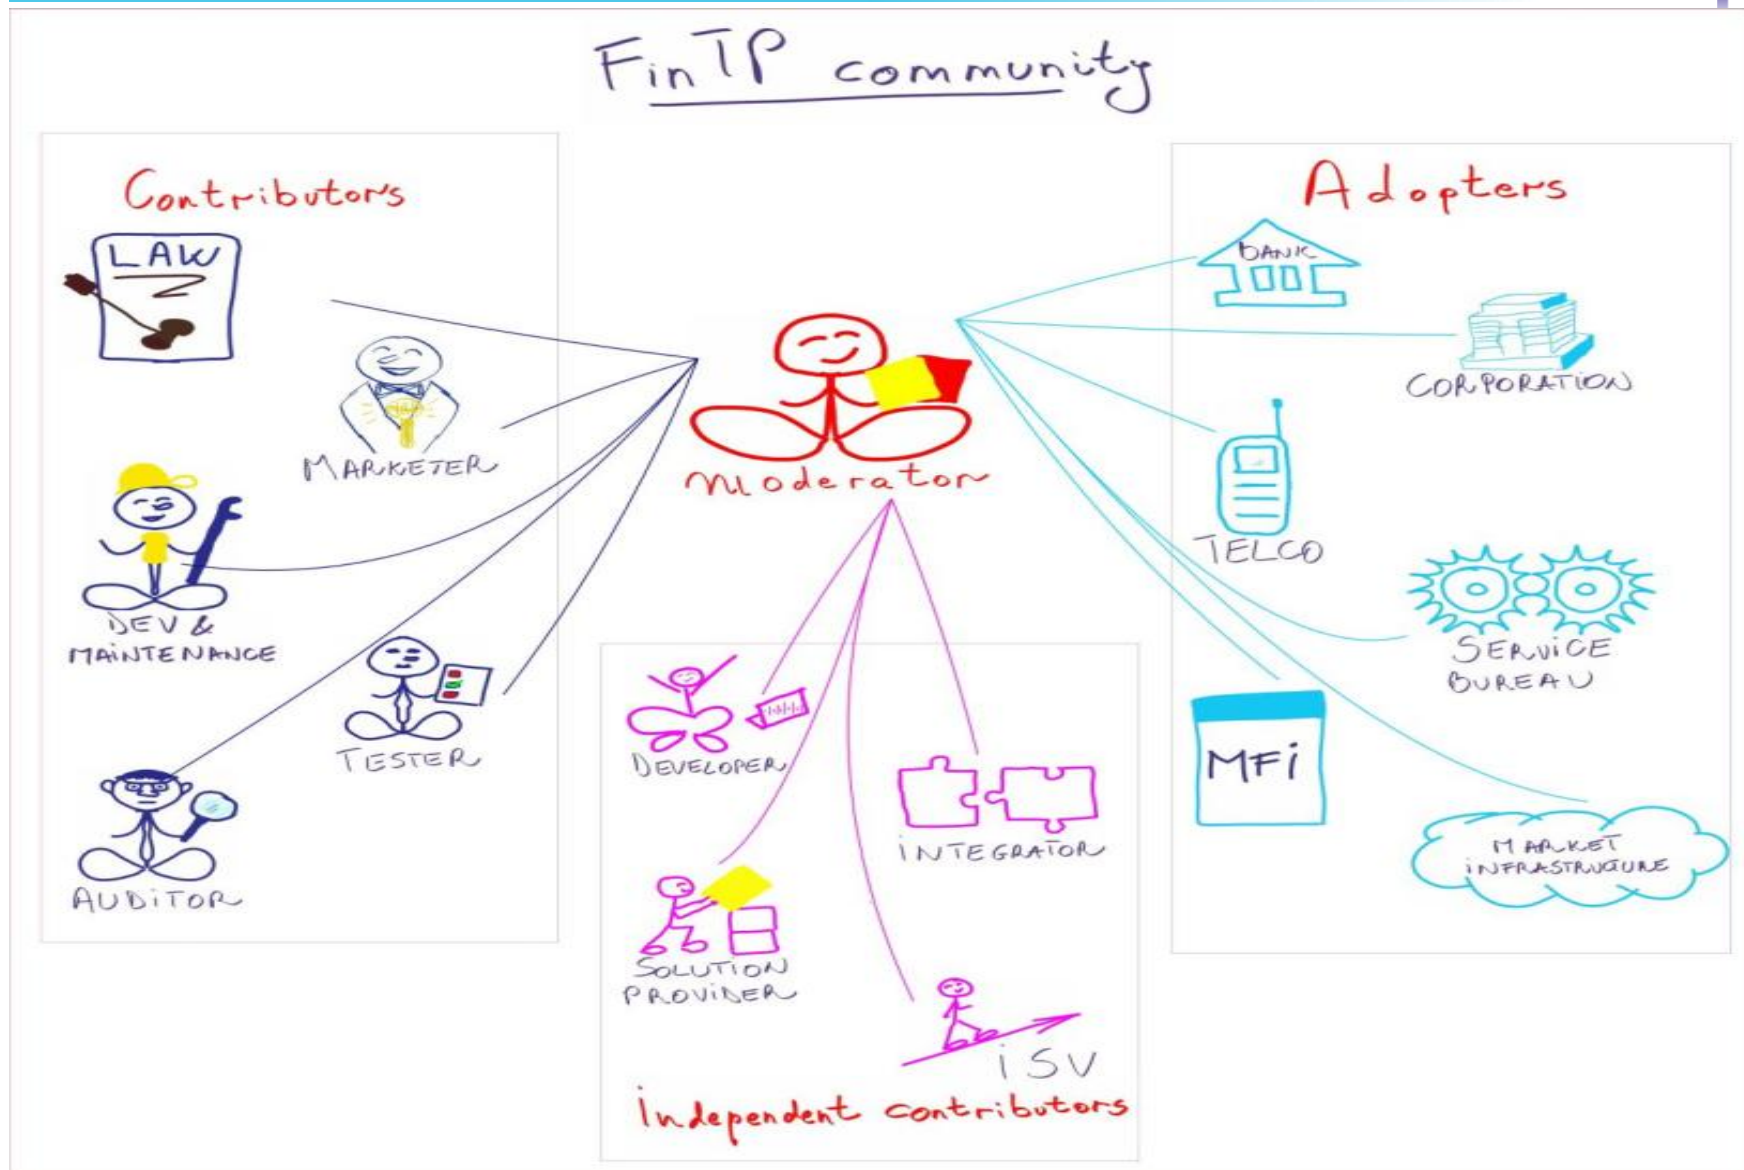 FinTP community
Contributors
LAW
MARKETER
DEV &
MAiNTENANCE
TESTER
AUDiTOR
Moderator
DEVELOPER
iNTEGRATOR
SOLUTION
PROViDER
iSV
independent contributors
Adopters
BANK
CORPORATiON
TELCO
SERViCE
BUREAU
MFi
MARKET